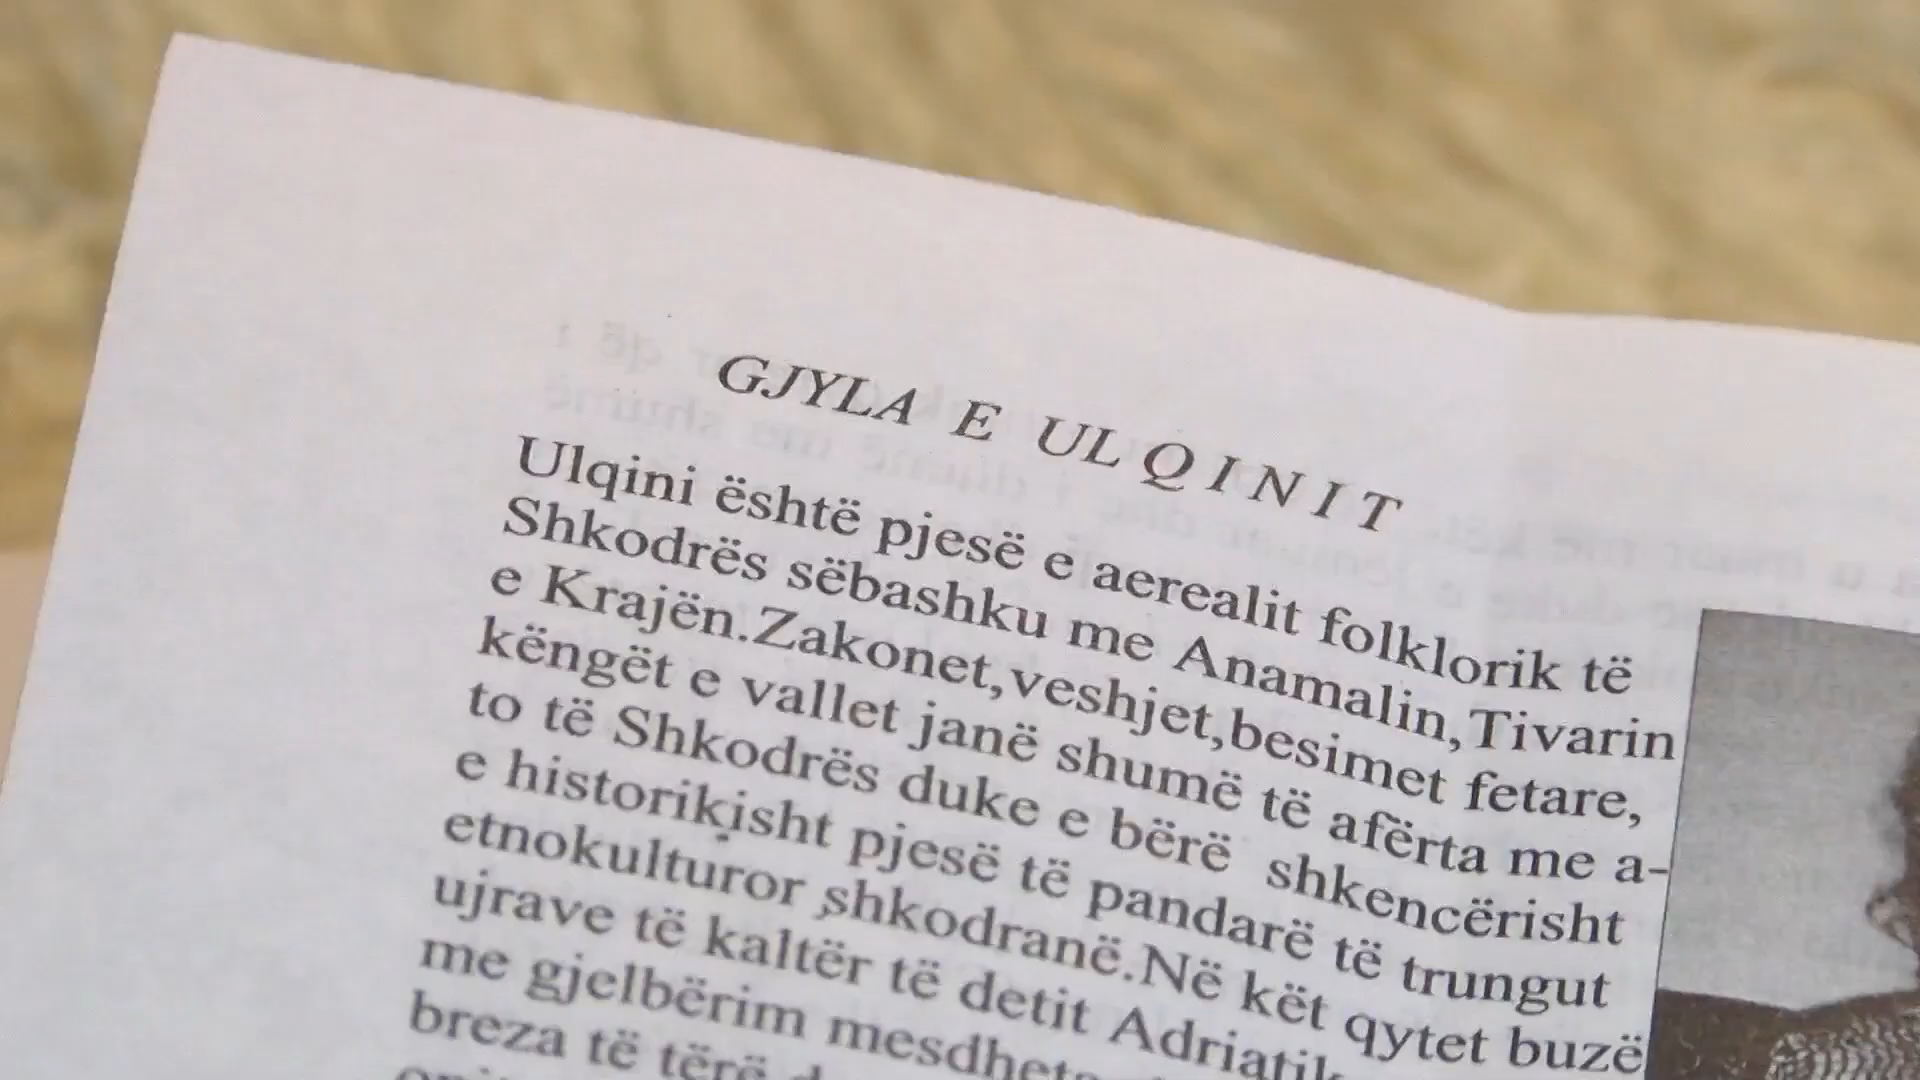 GJYLA E ULQINIT
Ulqini është pjesë e aerealit folklorik të
Shkodrës sëbashku me Anamalin,Tivarin
e Krajën.Zakonet,veshjet,besimet fetare,
këngët e vallet janë shumë të afërta me a-
to të Shkodrës duke e bërë shkencërisht
e historikisht pjesë të pandarë të trungut
etnokulturor shkodranë.Në kët qytet buzë
ujrave të kaltër të detit
me gjelbërim
breza të tërë